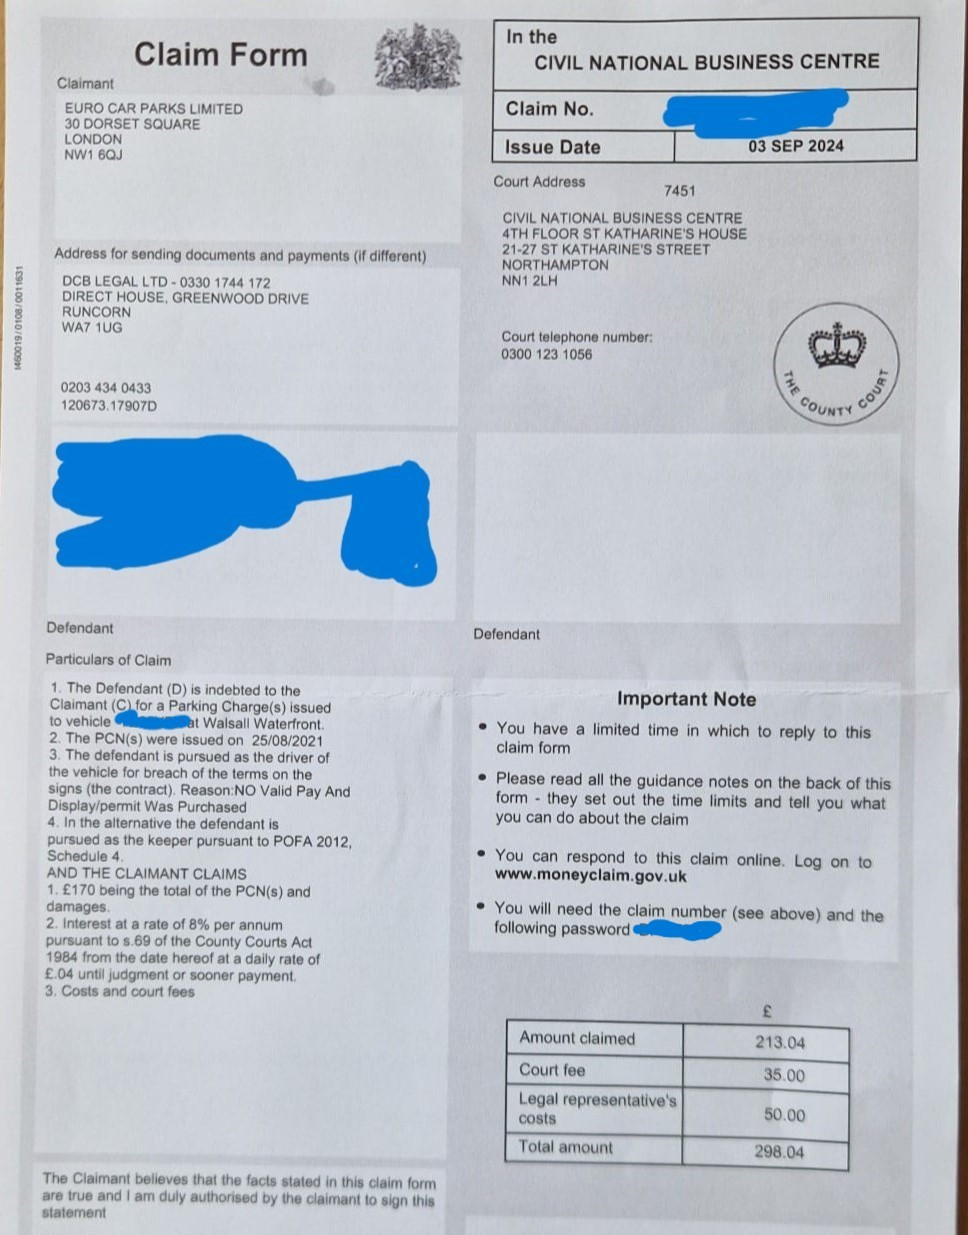 Claim Form
Claimant
EURO CAR PARKS LIMITED
30 DORSET SQUARE
LONDON
NW1 6QJ
In the
CIVIL NATIONAL BUSINESS CENTRE
Claim No.
Issue Date 03 SEP 2024
Court Address
7451
CIVIL NATIONAL BUSINESS CENTRE
4TH FLOOR ST KATHARINE'S HOUSE
21-27 ST KATHARINE'S STREET
NORTHAMPTON
NN1 2LH
Court telephone number:
0300 123 1056
THE COUNTY COURT
Address for sending documents and payments (if different)
DCB LEGAL LTD - 0330 1744 172
DIRECT HOUSE, GREENWOOD DRIVE
RUNCORN
WA7 1UG
0203 434 0433
120673.17907D
1460019/0108/0011631
Defendant
Defendant
Particulars of Claim
1. The Defendant (D) is indebted to the
Claimant (C) for a Parking Charge(s) issued
to vehicle at Walsall Waterfront.
2. The PCN(s) were issued on 25/08/2021
3. The defendant is pursued as the driver of
the vehicle for breach of the terms on the
signs (the contract). Reason:NO Valid Pay And
Display/permit Was Purchased
4. In the alternative the defendant is
pursued as the keeper pursuant to POFA 2012,
Schedule 4.
AND THE CLAIMANT CLAIMS
1. £170 being the total of the PCN(s) and
damages.
2. Interest at a rate of 8% per annum
pursuant to s.69 of the County Courts Act
1984 from the date hereof at a daily rate of
£.04 until judgment or sooner payment.
3. Costs and court fees
Important Note
• You have a limited time in which to reply to this
claim form
• Please read all the guidance notes on the back of this
form - they set out the time limits and tell you what
you can do about the claim
• You can respond to this claim online. Log on to
www.moneyclaim.gov.uk
• You will need the claim number (see above) and the
following password
£
Amount claimed 213.04
Court fee 35.00
Legal representative's
costs 50.00
Total amount 298.04
The Claimant believes that the facts stated in this claim form
are true and I am duly authorised by the claimant to sign this
statement